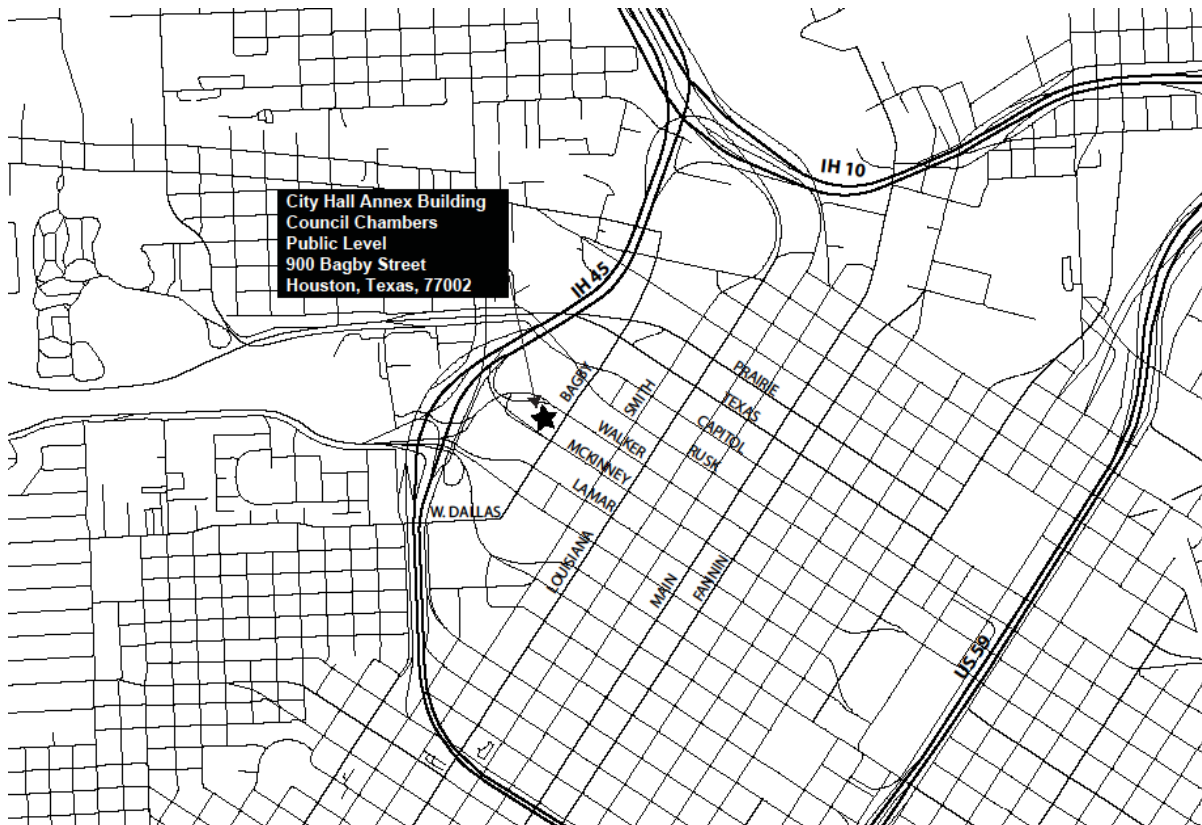 IH 10
City Hall Annex Building
Council Chambers
Public Level
900 Bagby Street
Houston, Texas, 77002
IH 45
BAGBY
SMITH
PRAIRIE
TEXAS
CAPITOL
RUSK
WALKER
MCKINNEY
LAMAR
W. DALLAS
LOUISIANA
MAIN
FANNIN
US 59